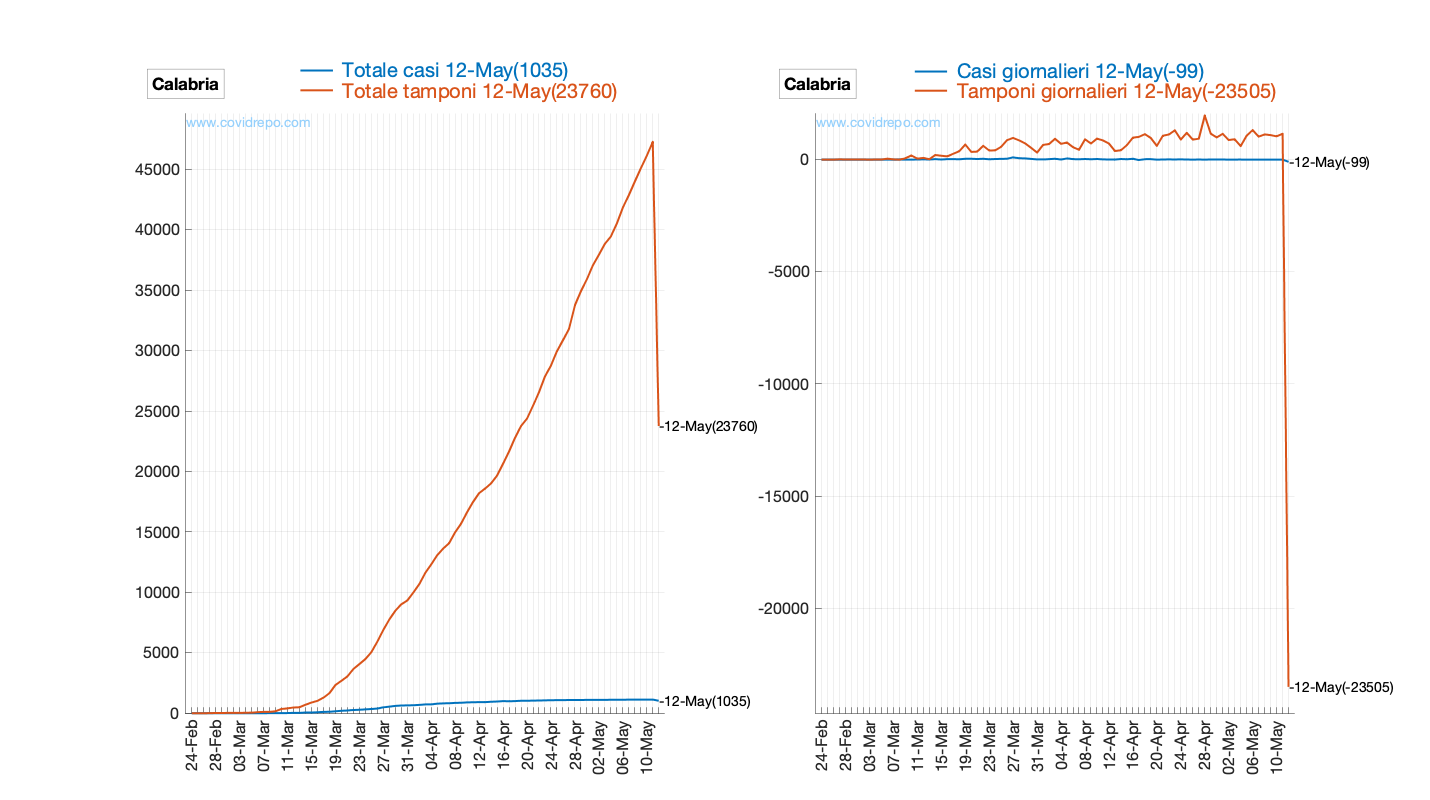 Calabria
Totale casi 12-May(1035)
Totale tamponi 12-May(23760)
www.covidrepo.com
45000
40000
35000
30000
25000
20000
15000
10000
5000
0
-12-May(23760)
-12-May(1035)
24-Feb
28-Feb
03-Mar
07-Mar
11-Mar
15-Mar
19-Mar
23-Mar
27-Mar
31-Mar
04-Apr
08-Apr
12-Apr
16-Apr
20-Apr
24-Apr
28-Apr
02-May
06-May
10-May
Calabria
Casi giornalieri 12-May(-99)
Tamponi giornalieri 12-May(-23505)
www.covidrepo.com
0
-5000
-10000
-15000
-20000
-12-May(-99)
-12-May(-23505)
24-Feb
28-Feb
03-Mar
07-Mar
11-Mar
15-Mar
19-Mar
23-Mar
27-Mar
31-Mar
04-Apr
08-Apr
12-Apr
16-Apr
20-Apr
24-Apr
28-Apr
02-May
06-May
10-May